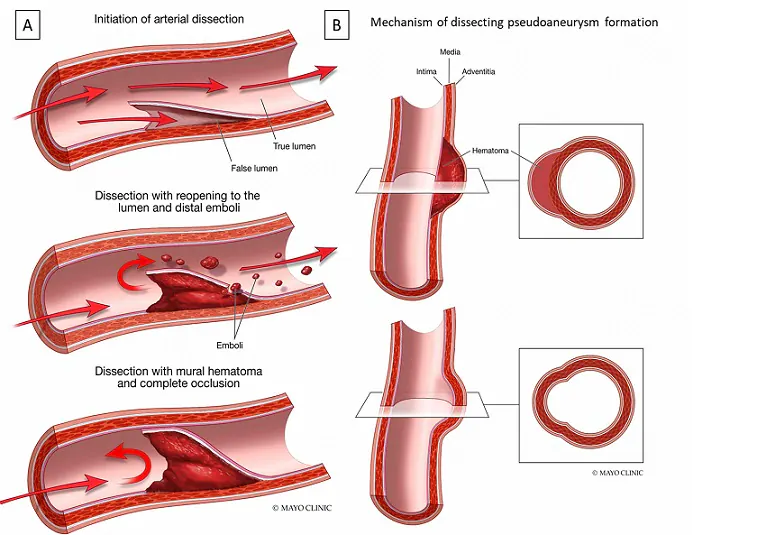 A
Initiation of arterial dissection
True lumen
False lumen
Dissection with reopening to the
lumen and distal emboli
Emboli
Dissection with mural hematoma
and complete occlusion
© MAYO CLINIC
B
Mechanism of dissecting pseudoaneurysm formation
Media
Intima
Adventitia
Hematoma
© MAYO CLINIC